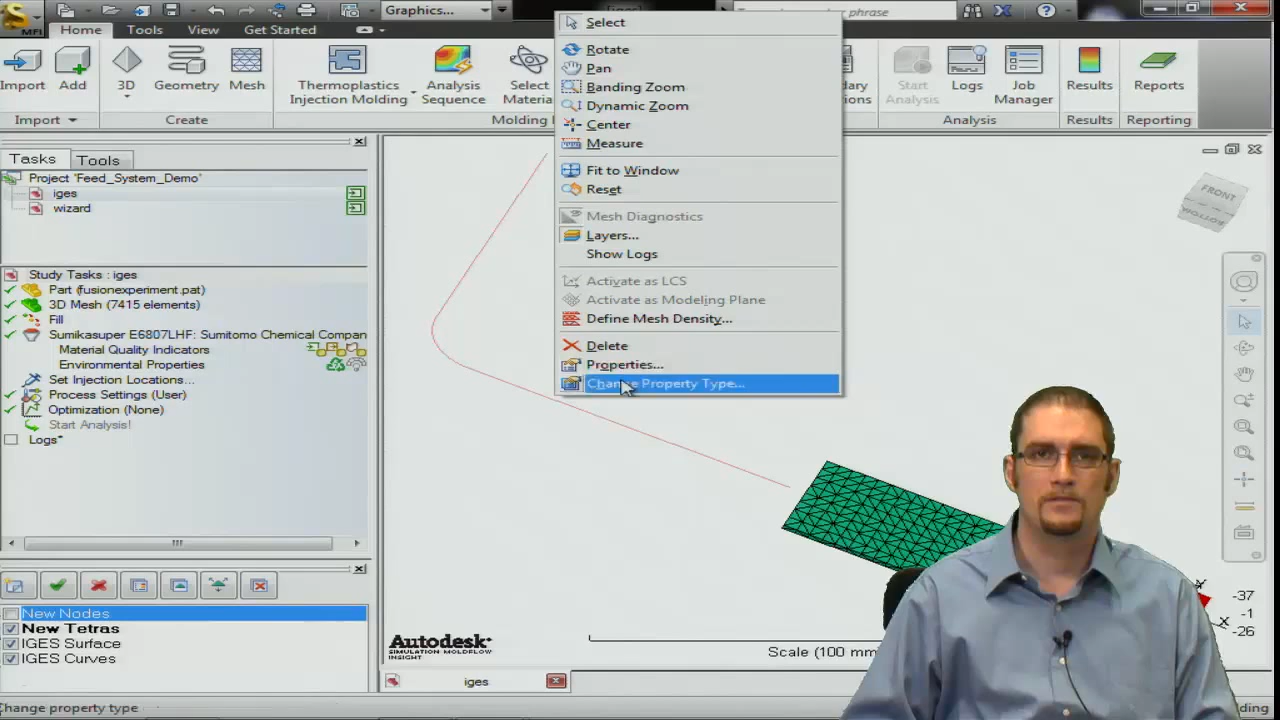 MFI
Graphics...
phrase
Home Tools View Get Started
Import Add 3D Geometry Mesh Thermoplastics Injection Molding Analysis Sequence Select Start Analysis Logs Job Manager Results Reports
Import Create Molding Analysis Results Reporting
Select
Rotate
Pan
Banding Zoom
Dynamic Zoom
Center
Measure
Fit to Window
Reset
Mesh Diagnostics
Layers...
Show Logs
Activate as LCS
Activate as Modeling Plane
Define Mesh Density...
Delete
Properties...
Change Property Type...
Tasks Tools
Project 'Feed_System_Demo'
iges
wizard
Study Tasks : iges
Part (fusionexperiment.pat)
3D Mesh (7415 elements)
Fill
Sumikasuper E6807LHF: Sumitomo Chemical Compan
Material Quality Indicators
Environmental Properties
Set Injection Locations...
Process Settings (User)
Optimization (None)
Start Analysis!
Logs*
New Nodes
New Tetras
IGES Surface
IGES Curves
FRONT
BOTTOM
Autodesk
SIMULATION MOLDFLOW
INSIGHT
Scale (100 mm
-37
-1
-26
Y
X
iges
Change property type